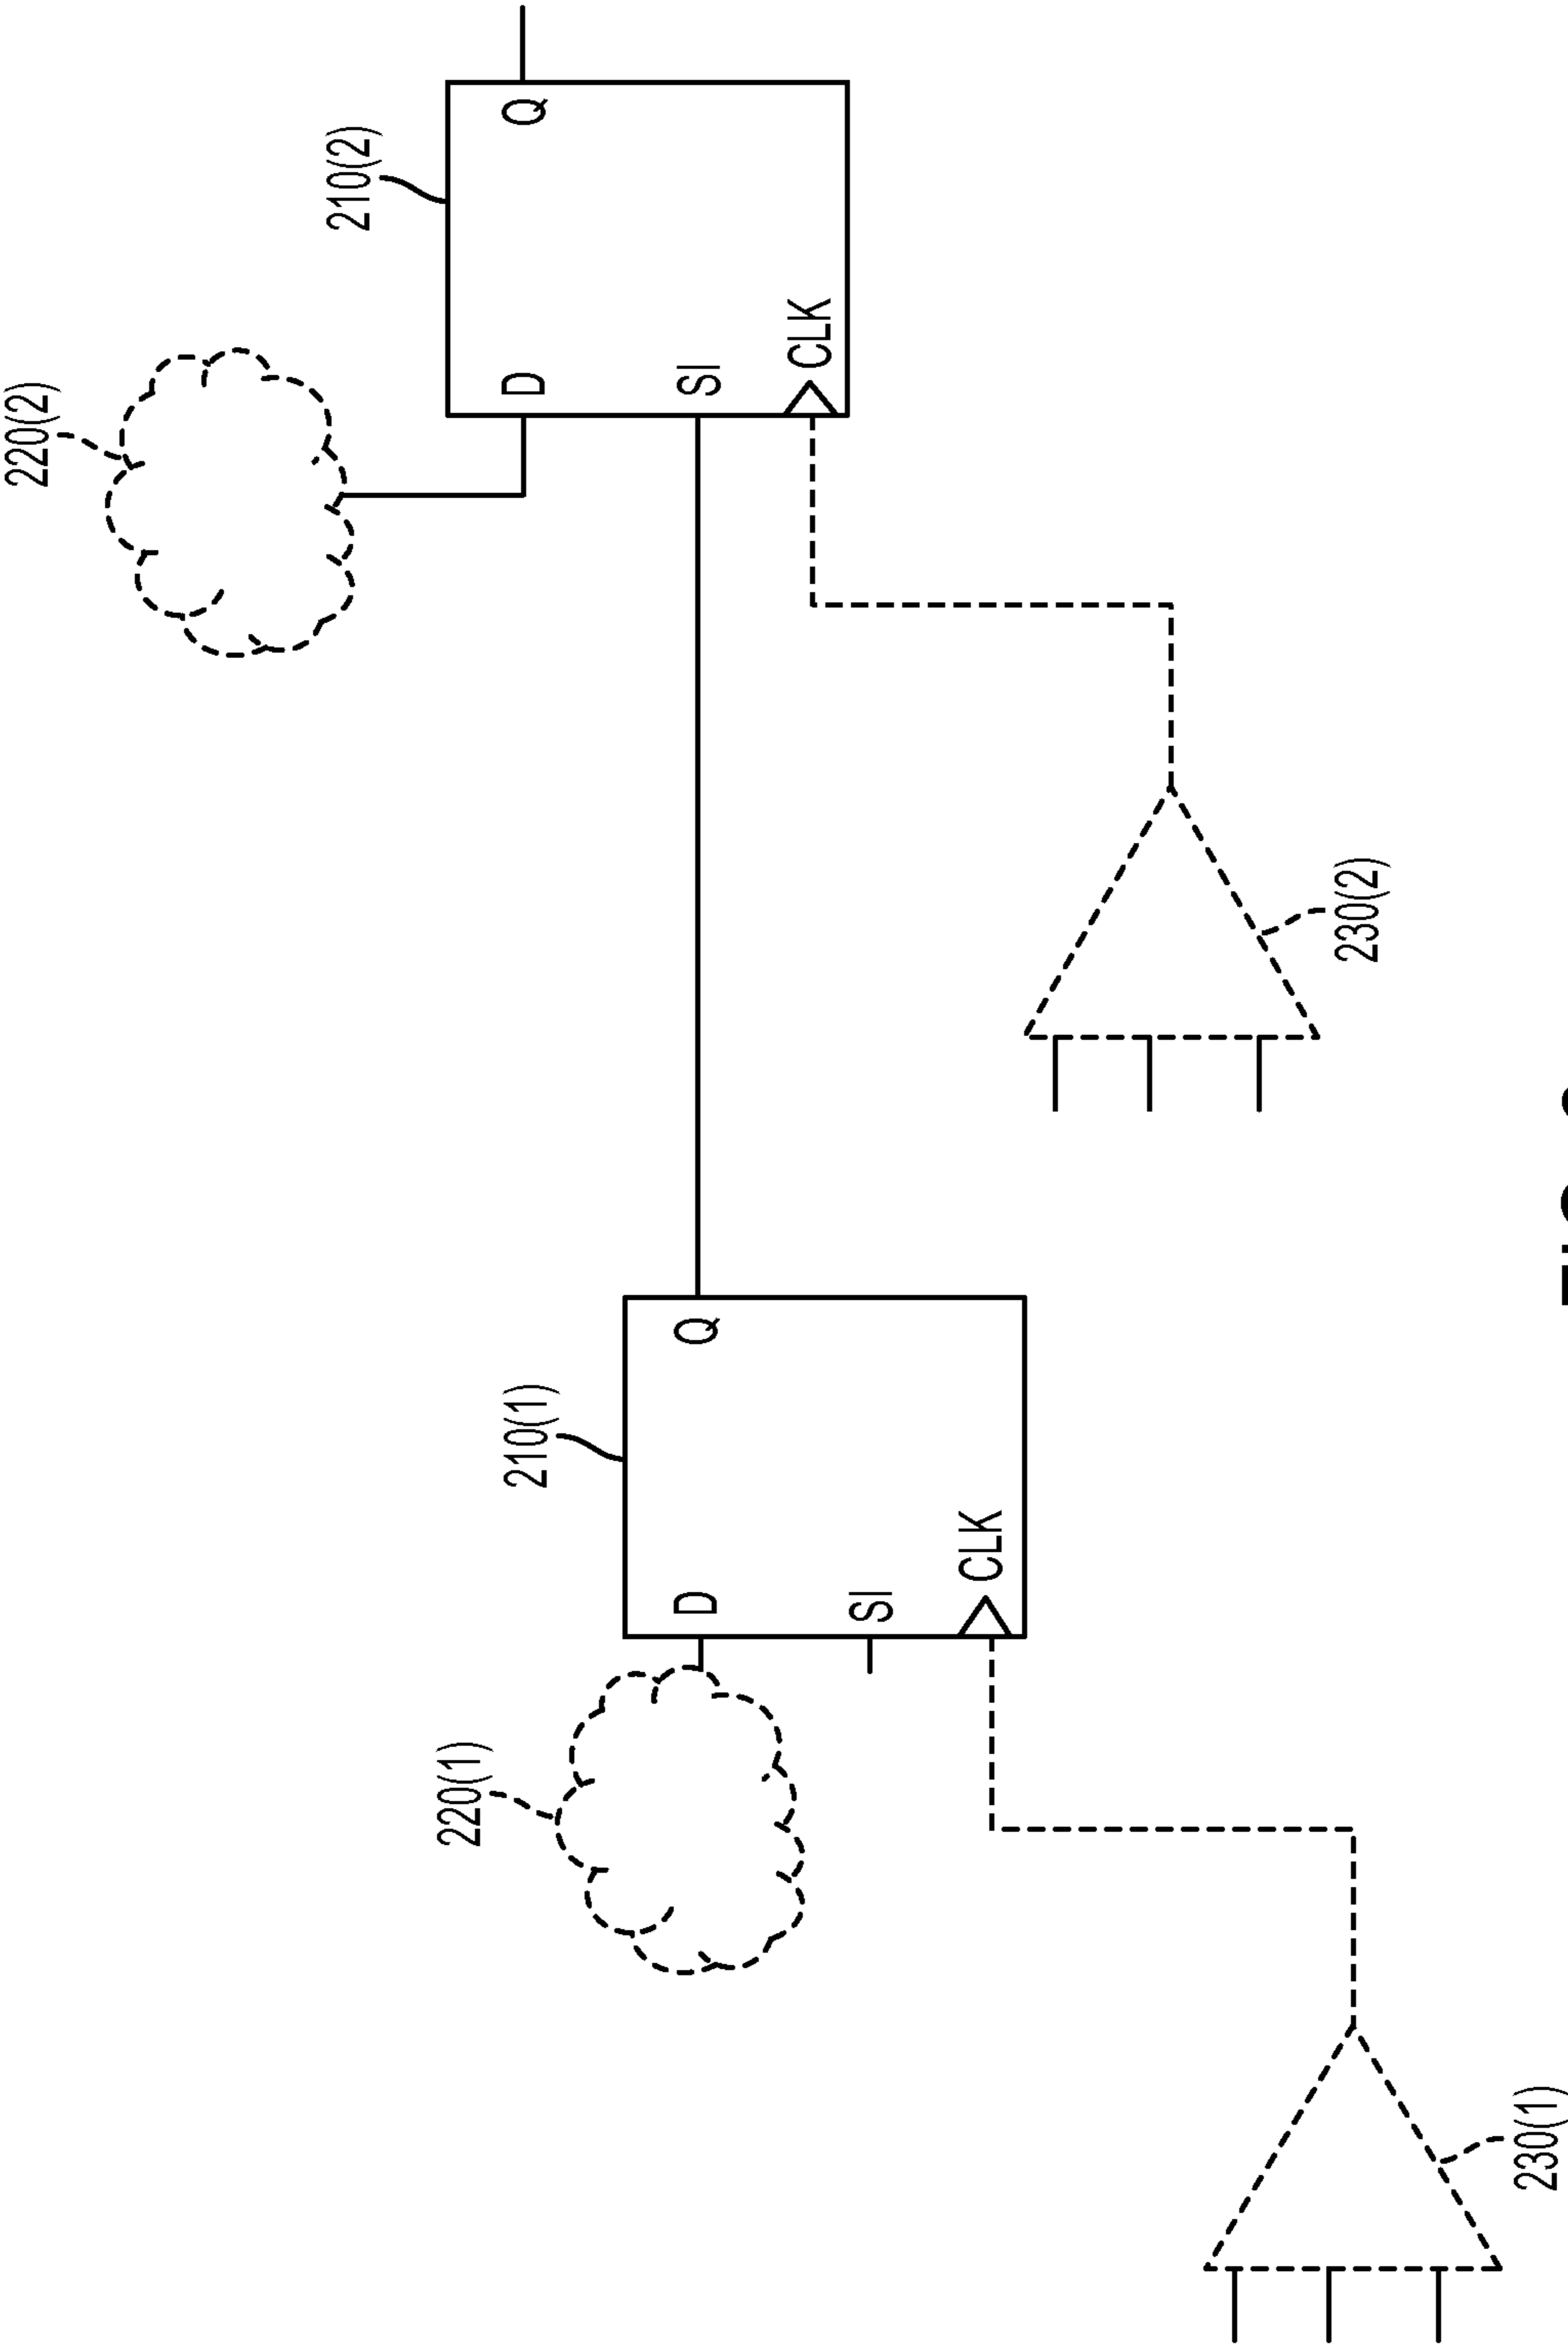 220(2)
210(2)
D
Q
SI
CLK
220(1)
210(1)
D
Q
SI
CLK
230(2)
230(1)